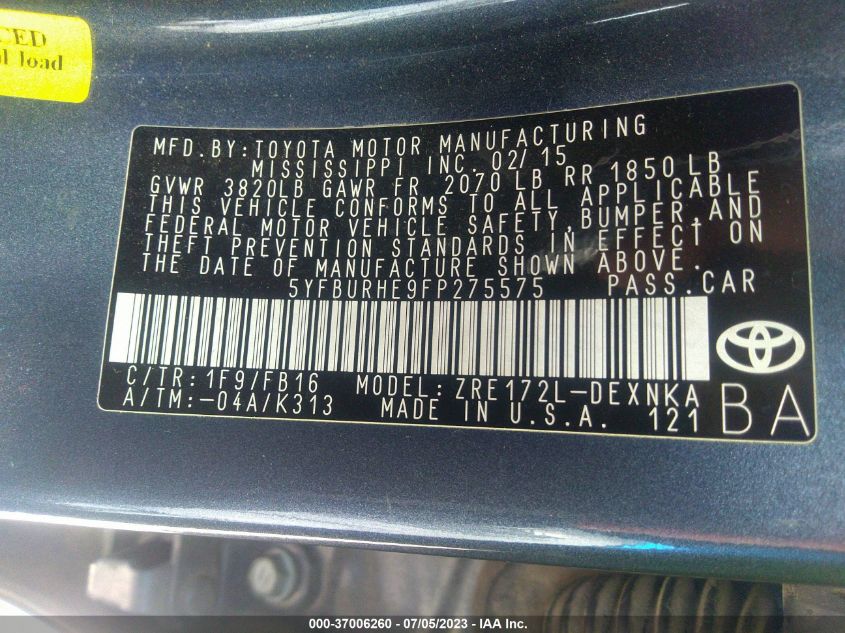 CED
l load
MFD. BY: TOYOTA MOTOR MANUFACTURING
MISSISSIPPI INC. 02/15
GVWR 3820LB GAWR FR 2070 LB RR 1850 LB
THIS VEHICLE CONFORMS TO ALL APPLICABLE
FEDERAL MOTOR VEHICLE SAFETY, BUMPER, AND
THEFT PREVENTION STANDARDS IN EFFECT ON
THE DATE OF MANUFACTURE SHOWN ABOVE.
5YFBURHE9FP275575 PASS. CAR
C/TR: 1F9/FB16 MODEL: ZRE172L-DEXNKA
A/TM: -04A/K313 MADE IN U.S.A. 121
BA
000-37006260 - 07/05/2023 - IAA Inc.